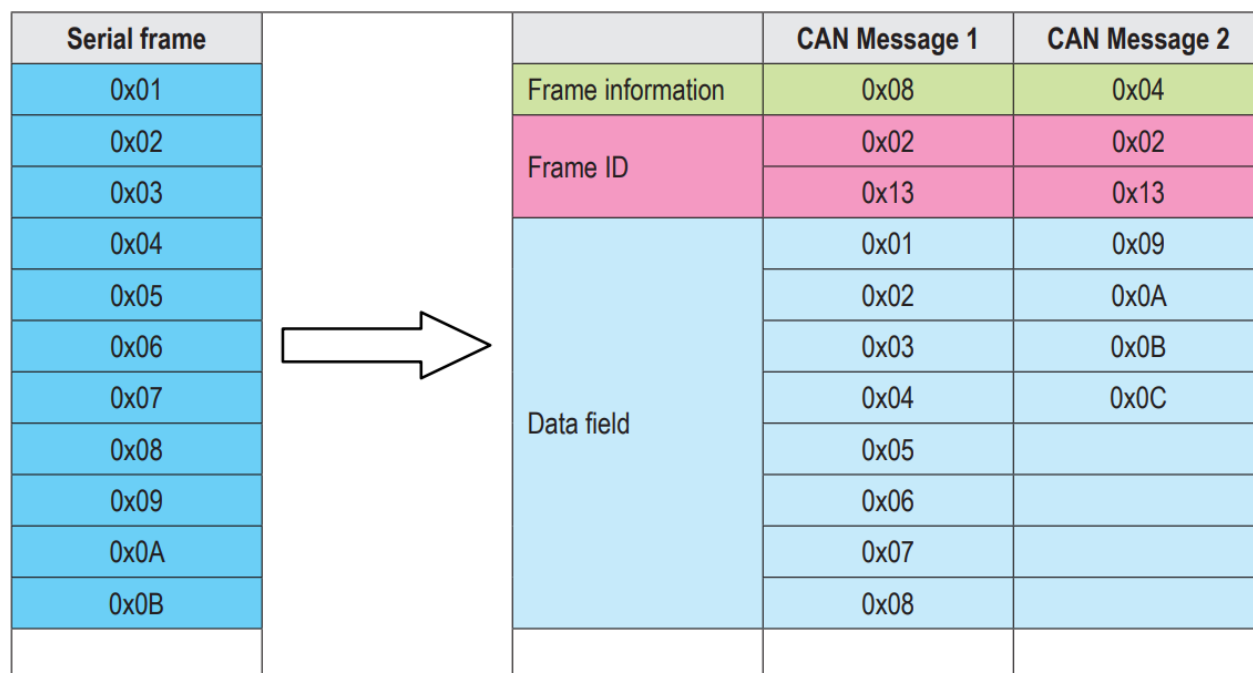 Serial frame CAN Message 1 CAN Message 2
0x01 Frame information 0x08 0x04
0x02 Frame ID 0x02 0x02
0x03 0x13 0x13
0x04 Data field 0x01 0x09
0x05 0x02 0x0A
0x06 0x03 0x0B
0x07 0x04 0x0C
0x08 0x05
0x09 0x06
0x0A 0x07
0x0B 0x08